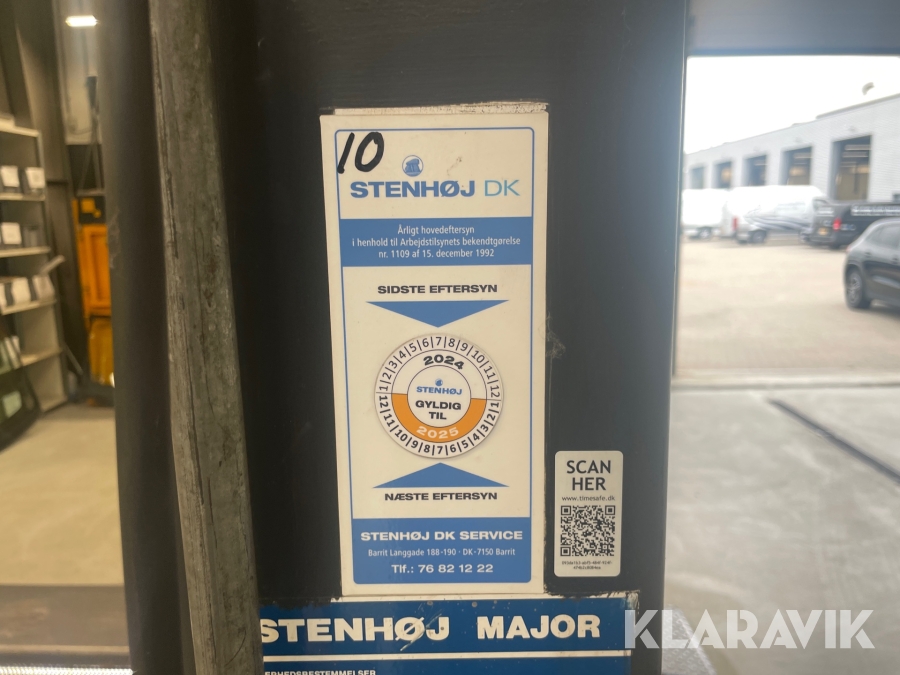 10
STENHØJ DK
Årligt hovedeftersyn
i henhold til Arbejdstilsynets bekendtgørelse
nr. 1109 af 15. december 1992
SIDSTE EFTERSYN
1 2 3 4 5 6 7 8 9 10 11 12
2024
STENHØJ
GYLDIG
TIL
2025
12 11 10 9 8 7 6 5 4 3 2 1
NÆSTE EFTERSYN
STENHØJ DK SERVICE
Barrit Langgade 188-190 · DK-7150 Barrit
Tlf.: 76 82 12 22
SCAN
HER
www.timesafe.dk
STENHØJ MAJOR
KLARAVIK